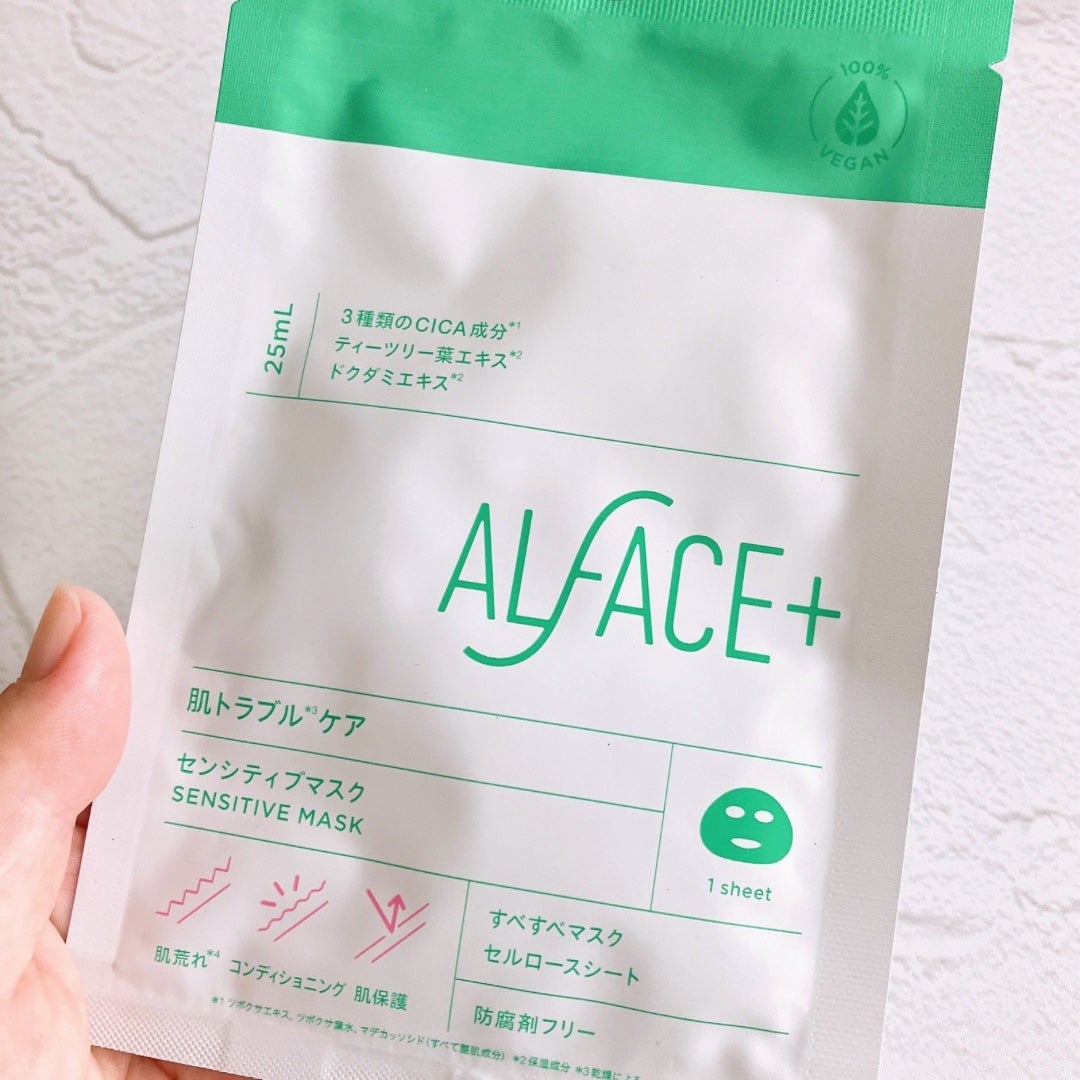 100%
VEGAN
25mL
3種類のCICA成分*1
ティーツリー葉エキス*2
ドクダミエキス*2
ALFACE+
肌トラブル*3ケア
センシティブマスク
SENSITIVE MASK
1 sheet
肌荒れ*4 コンディショニング 肌保護
すべすべマスク
セルロースシート
防腐剤フリー
*1 ツボクサエキス、ツボクサ葉水、マデカッソシド(すべて整肌成分) *2 保湿成分 *3 乾燥による